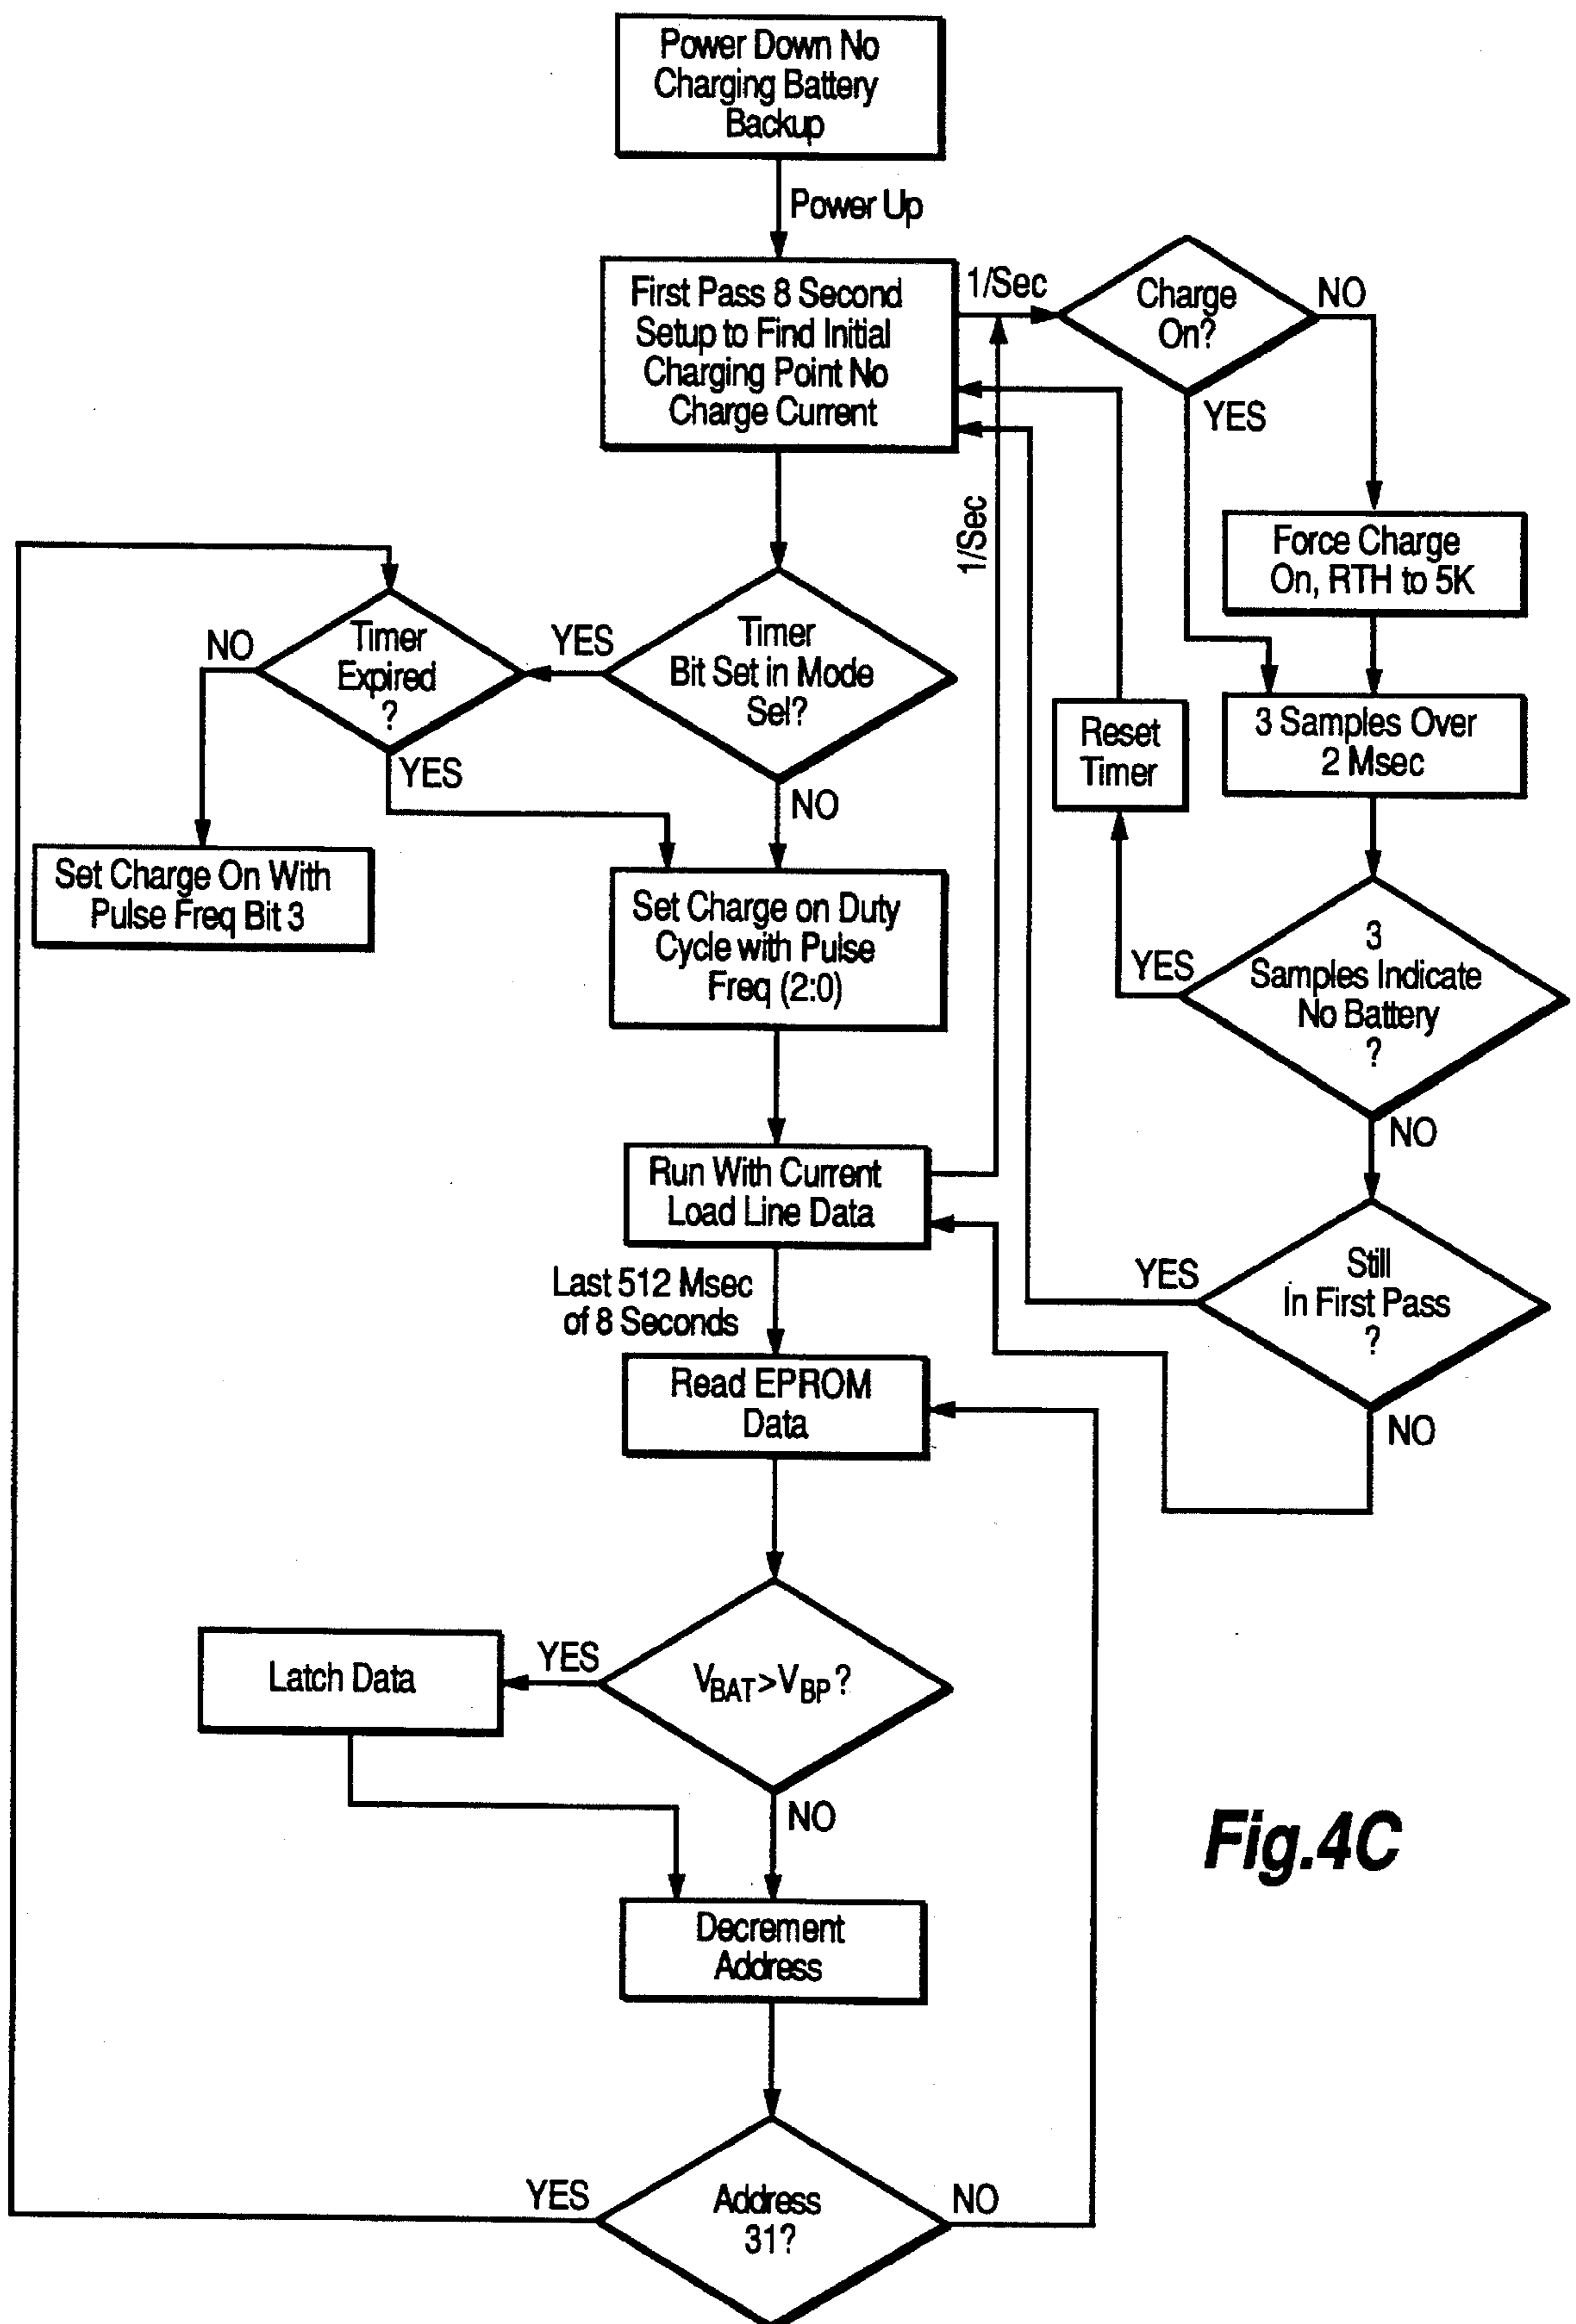 Power Down No
Charging Battery
Backup
Power Up
First Pass 8 Second
Setup to Find Initial
Charging Point No
Charge Current
1/Sec
Charge
On?
NO
YES
1/Sec
Force Charge
On, RTH to 5K
NO
Timer
Expired
?
YES
Timer
Bit Set in Mode
Sel?
Reset
Timer
3 Samples Over
2 Msec
YES
NO
Set Charge On With
Pulse Freq Bit 3
Set Charge on Duty
Cycle with Pulse
Freq (2:0)
YES
3
Samples Indicate
No Battery
?
NO
Run With Current
Load Line Data
Last 512 Msec
of 8 Seconds
YES
Still
In First Pass
?
NO
Read EPROM
Data
Latch Data
YES
VBAT>VBP?
NO
Fig.4C
Decrement
Address
YES
Address
31?
NO